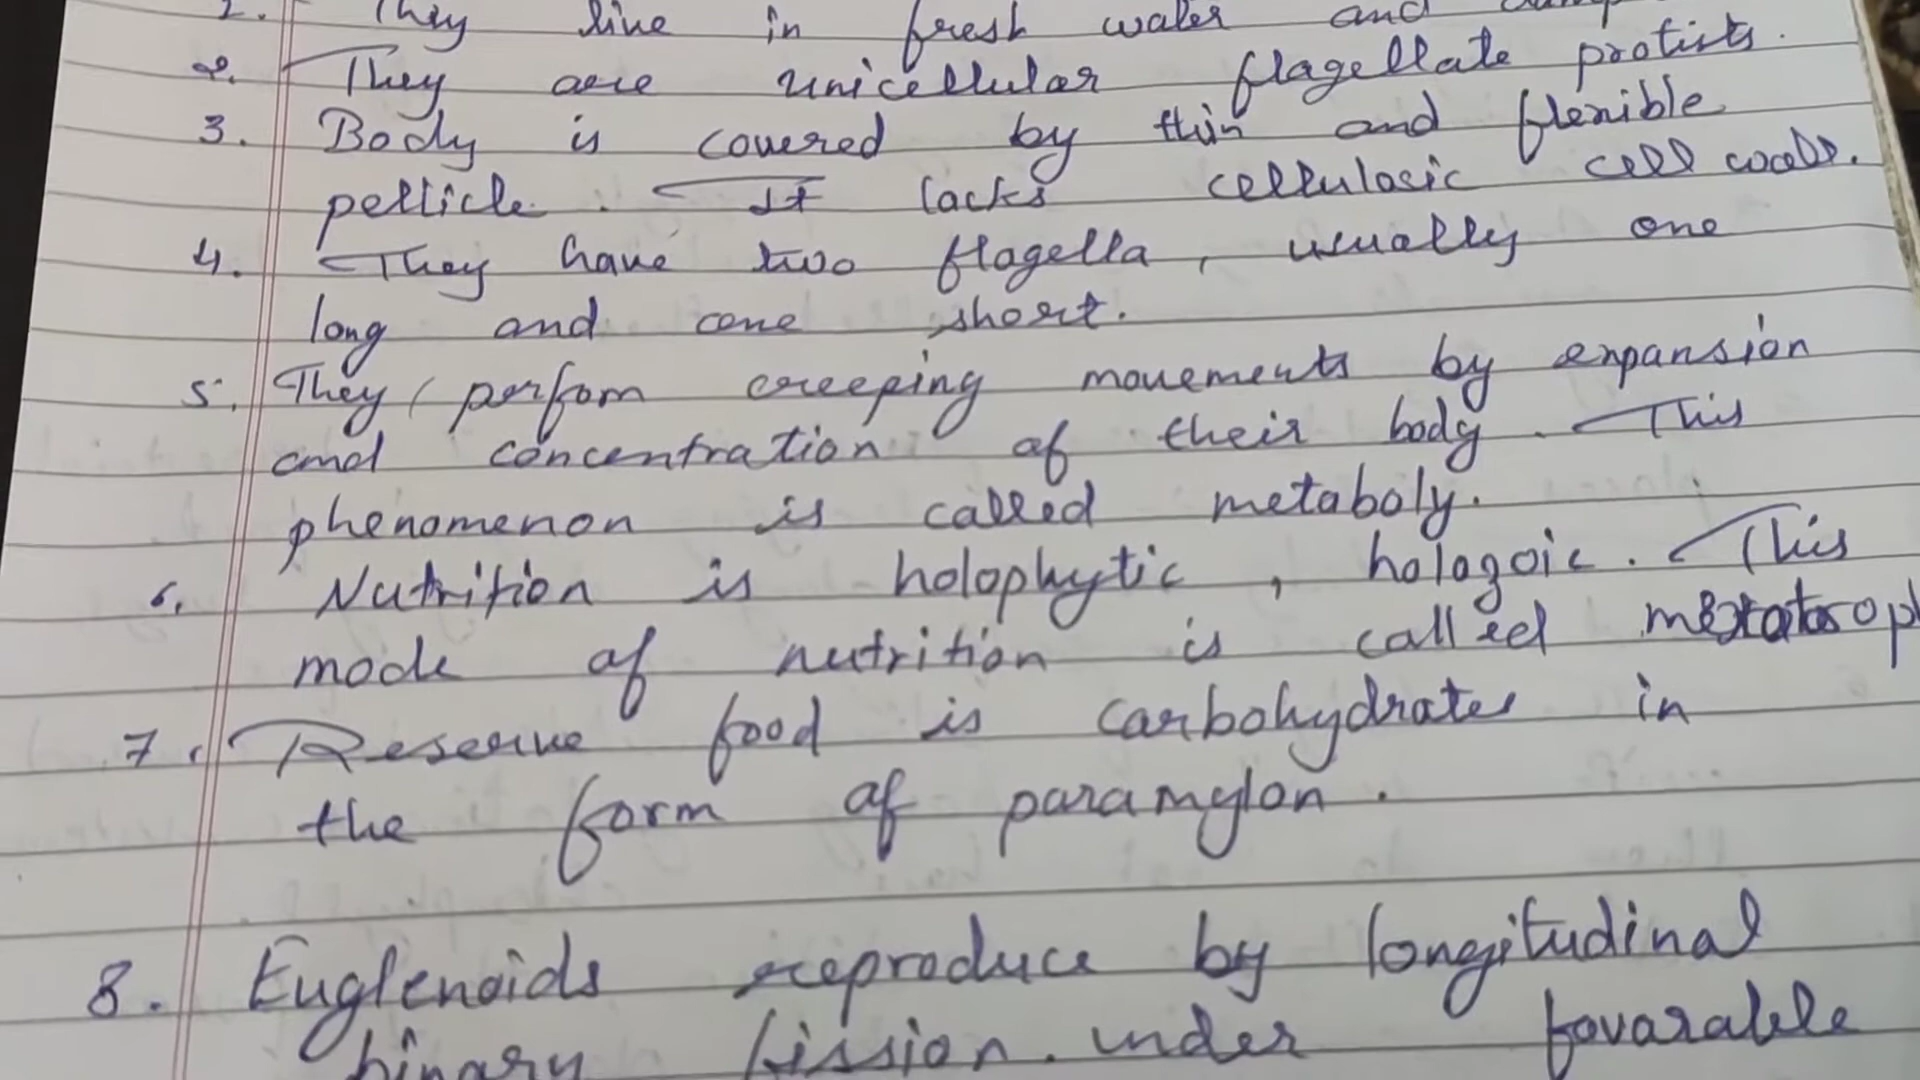 2. They live in fresh water and
2. They are unicellular flagellate protists.
3. Body is covered by thin and flexible
pellicle. It lacks cellulosic cell walls.
4. They have two flagella, usually one
long and one short.
5. They perfom creeping movements by expansion
and concentration of their body. This
phenomenon is called metaboly.
6. Nutrition is holophytic, holozoic. This
mode of nutrition is called
7. Reserve food is carbohydrates in
the form of paramylon.
8. Euglenoids reproduce by longitudinal
binary fission. under favarable